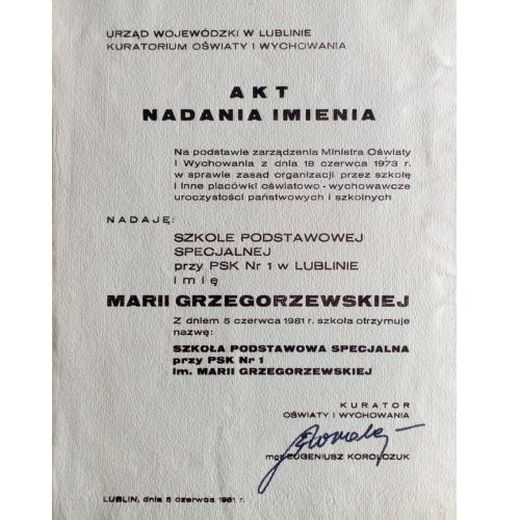 URZĄD WOJEWÓDZKI W LUBLINIE
KURATORIUM OŚWIATY I WYCHOWANIA
AKT
NADANIA IMIENIA
Na podstawie zarządzenia Ministra Oświaty
i Wychowania z dnia 18 czerwca 1973 r.
w sprawie zasad organizacji przez szkołę
i inne placówki oświatowo-wychowawcze
uroczystości państwowych i szkolnych
NADAJĘ:
SZKOLE PODSTAWOWEJ
SPECJALNEJ
przy PSK Nr 1 w LUBLINIE
imię
MARII GRZEGORZEWSKIEJ
Z dniem 5 czerwca 1981 r. szkoła otrzymuje
nazwę:
SZKOŁA PODSTAWOWA SPECJALNA
przy PSK Nr 1
im. MARII GRZEGORZEWSKIEJ
KURATOR
OŚWIATY I WYCHOWANIA
mgr EUGENIUSZ KOROLCZUK
LUBLIN, dnia 5 czerwca 1981 r.